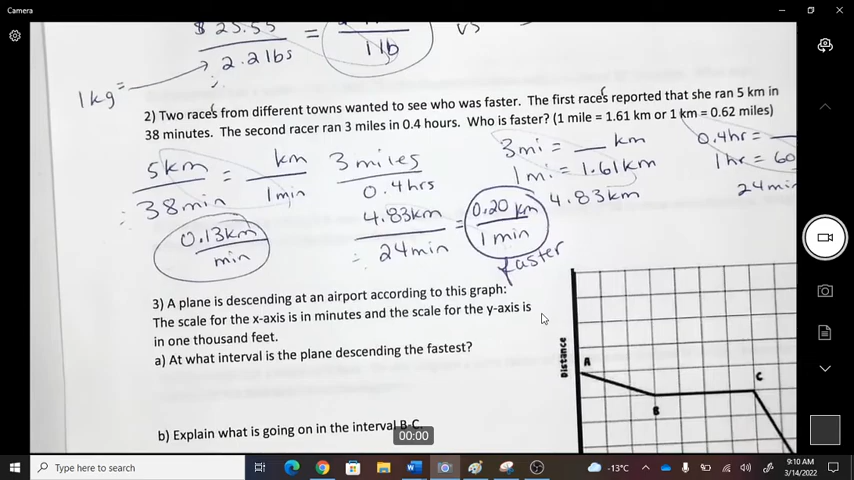 Camera
$25.55
2.2lbs
=
1 lb
vs
1kg =
2) Two races from different towns wanted to see who was faster. The first races reported that she ran 5 km in
38 minutes. The second racer ran 3 miles in 0.4 hours. Who is faster? (1 mile = 1.61 km or 1 km = 0.62 miles)
5km
38min
=
km
1min
0.13km
min
3 miles
0.4hrs
4.83km
24min
=
0.20 km
1 min
faster
3mi = __ km
1 mi = 1.61km
4.83km
0.4hr =
1hr = 60
24min
3) A plane is descending at an airport according to this graph:
The scale for the x-axis is in minutes and the scale for the y-axis is
in one thousand feet.
a) At what interval is the plane descending the fastest?
b) Explain what is going on in the interval B-C.
Distance
A
B
C
00:00
Type here to search
-13°C
9:10 AM
3/14/2022